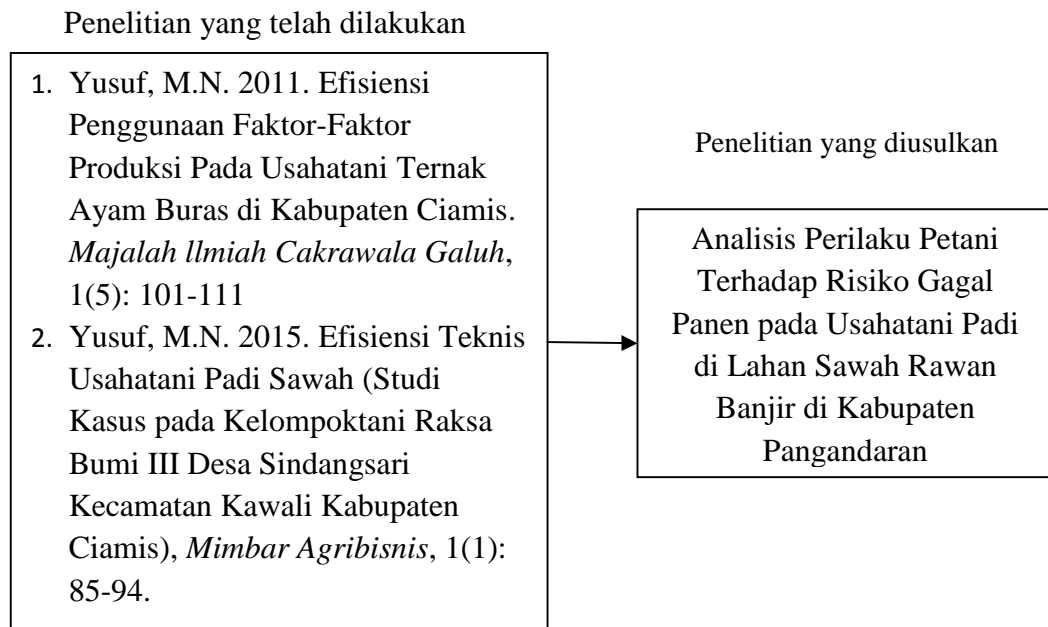 Penelitian yang telah dilakukan
1. Yusuf, M.N. 2011. Efisiensi
Penggunaan Faktor-Faktor
Produksi Pada Usahatani Ternak
Ayam Buras di Kabupaten Ciamis.
Majalah llmiah Cakrawala Galuh,
1(5): 101-111
2. Yusuf, M.N. 2015. Efisiensi Teknis
Usahatani Padi Sawah (Studi
Kasus pada Kelompoktani Raksa
Bumi III Desa Sindangsari
Kecamatan Kawali Kabupaten
Ciamis), Mimbar Agribisnis, 1(1):
85-94.
Penelitian yang diusulkan
Analisis Perilaku Petani
Terhadap Risiko Gagal
Panen pada Usahatani Padi
di Lahan Sawah Rawan
Banjir di Kabupaten
Pangandaran